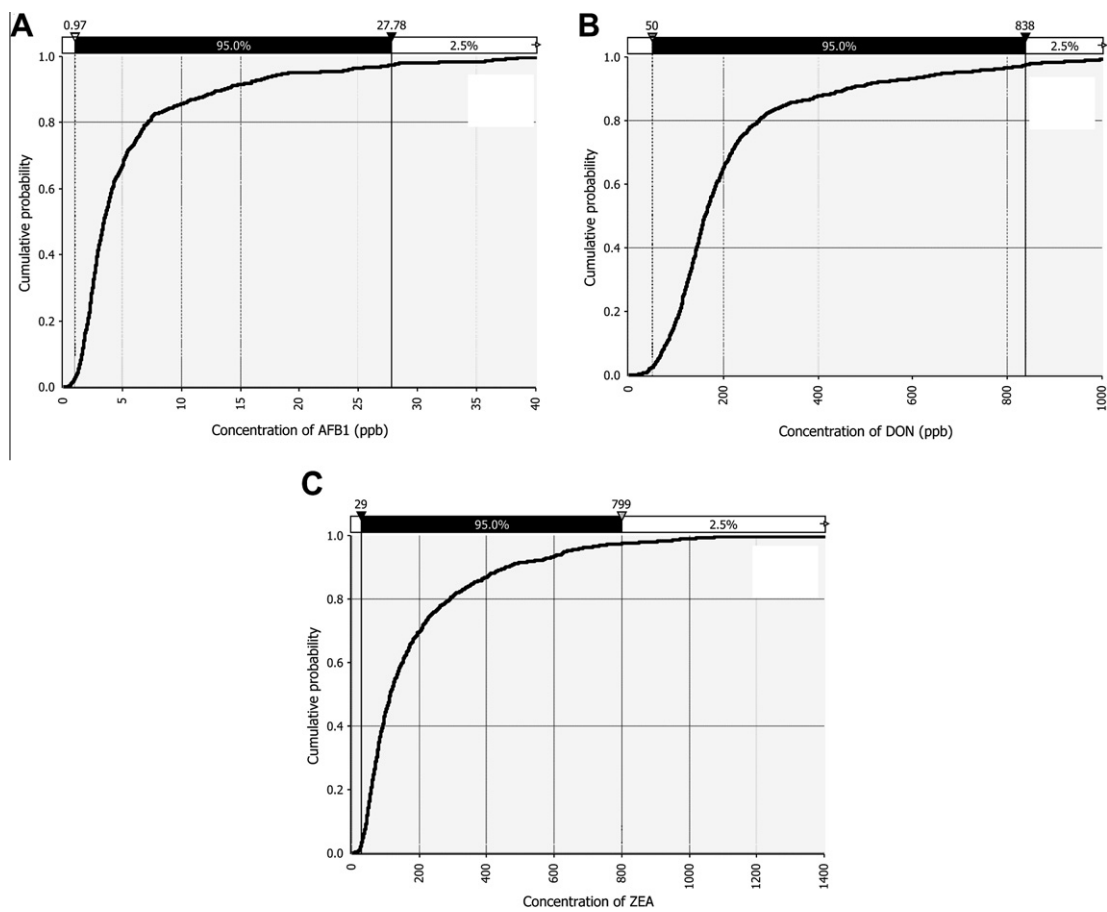 A
0.97 27.78
95.0% 2.5%
1.0
0.8
0.6
0.4
0.2
0.0
Cumulative probability
0 5 10 15 20 25 30 35 40
Concentration of AFB1 (ppb)
B
50 838
95.0% 2.5%
1.0
0.8
0.6
0.4
0.2
0.0
Cumulative probability
0 200 400 600 800 1000
Concentration of DON (ppb)
C
29 799
95.0% 2.5%
1.0
0.8
0.6
0.4
0.2
0.0
Cumulative probability
0 200 400 600 800 1000 1200 1400
Concentration of ZEA